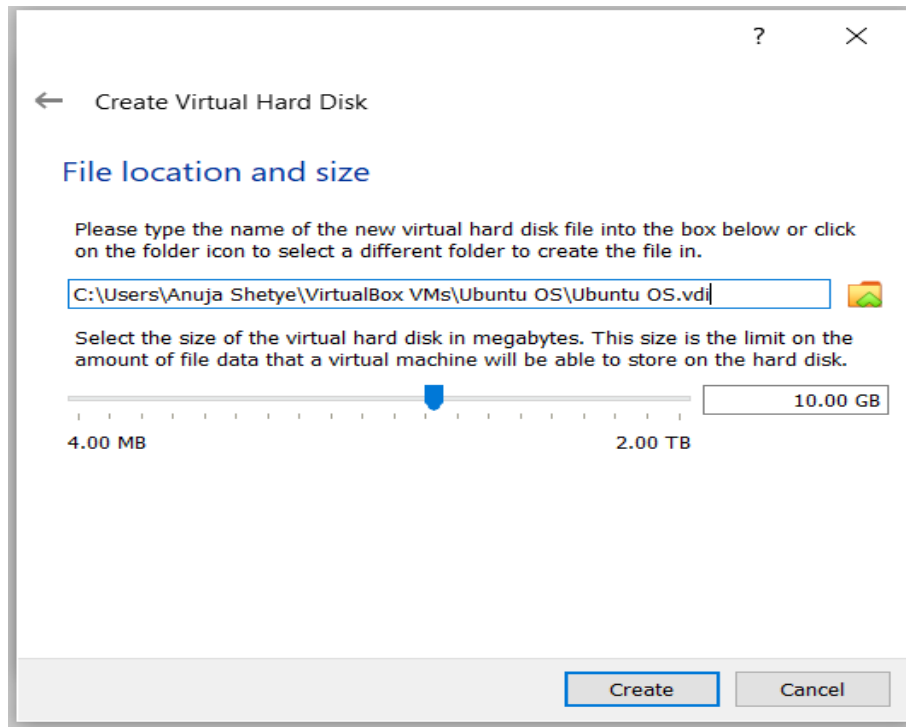 ?
Create Virtual Hard Disk
File location and size
Please type the name of the new virtual hard disk file into the box below or click
on the folder icon to select a different folder to create the file in.
C:\Users\Anuja Shetye\VirtualBox VMs\Ubuntu OS\Ubuntu OS.vdi
Select the size of the virtual hard disk in megabytes. This size is the limit on the
amount of file data that a virtual machine will be able to store on the hard disk.
10.00 GB
4.00 MB 2.00 TB
Create Cancel